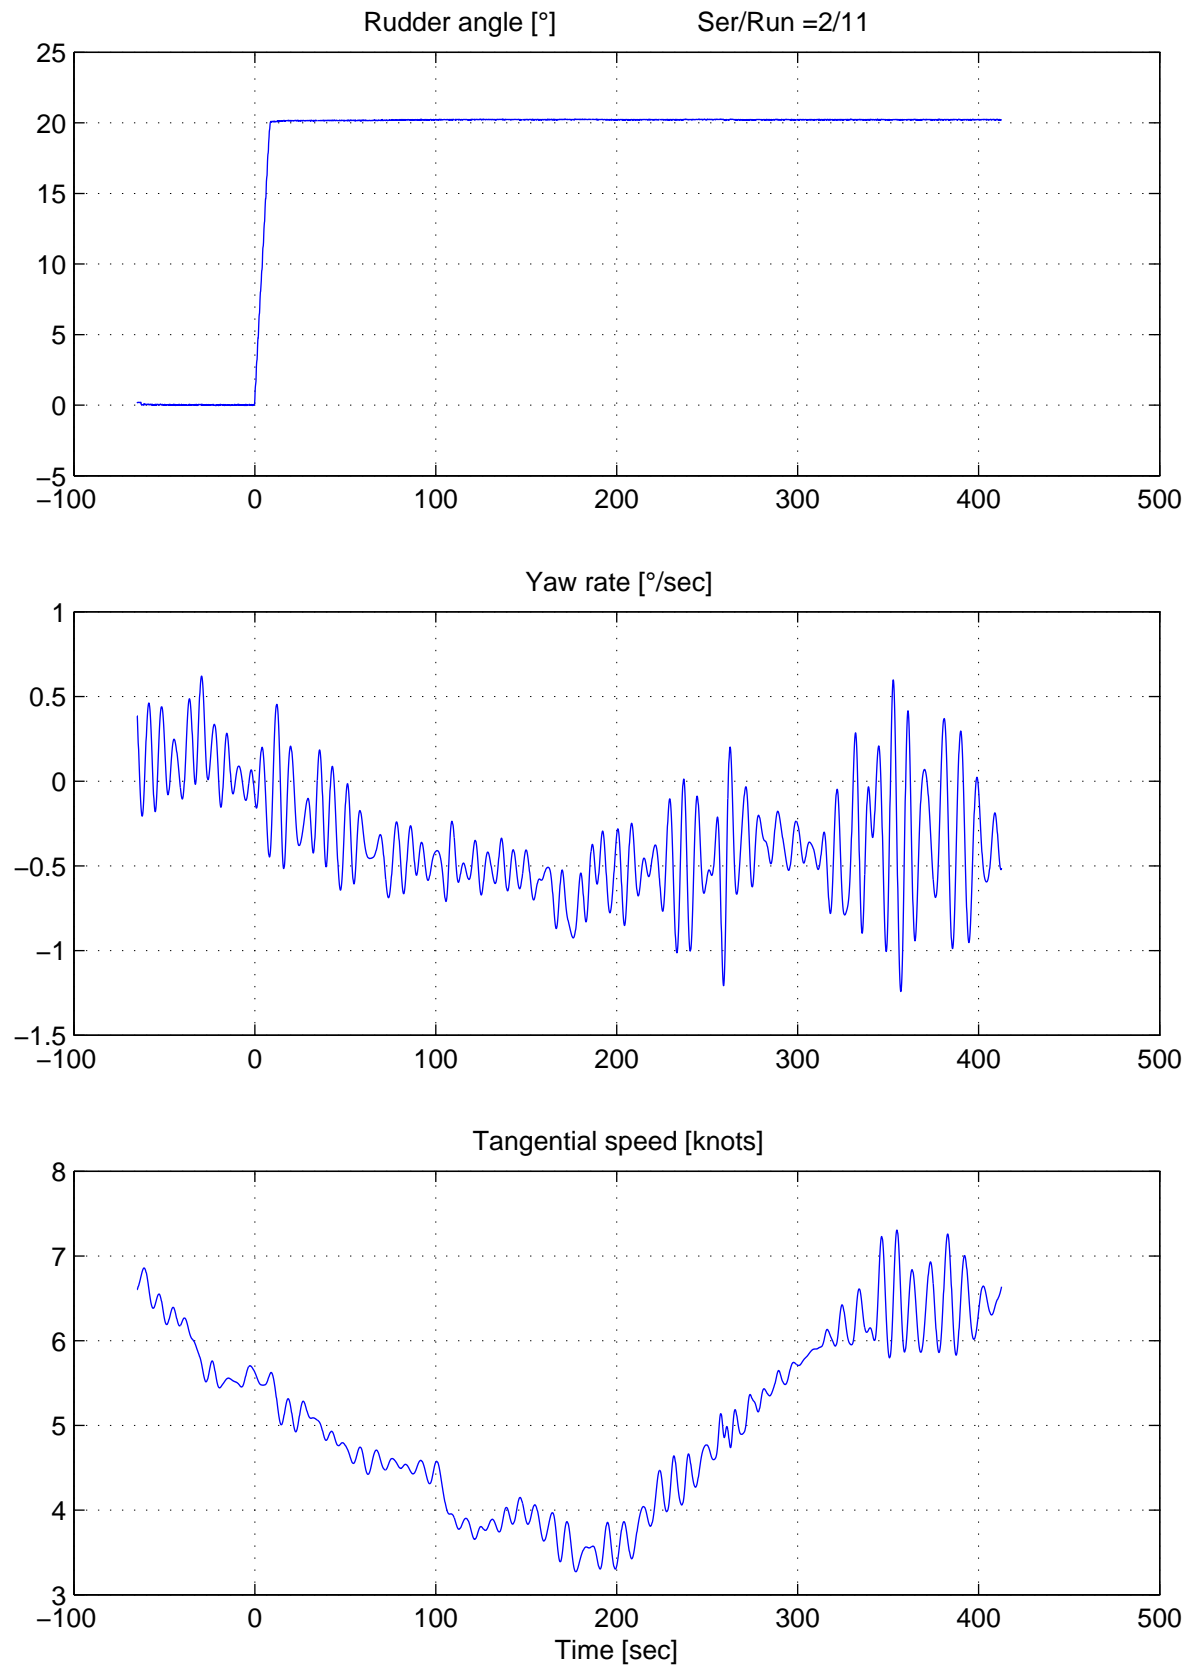 Rudder angle [°] Ser/Run =2/11
25
20
15
10
5
0
−5
−100 0 100 200 300 400 500
Yaw rate [°/sec]
1
0.5
0
−0.5
−1
−1.5
−100 0 100 200 300 400 500
Tangential speed [knots]
8
7
6
5
4
3
−100 0 100 200 300 400 500
Time [sec]